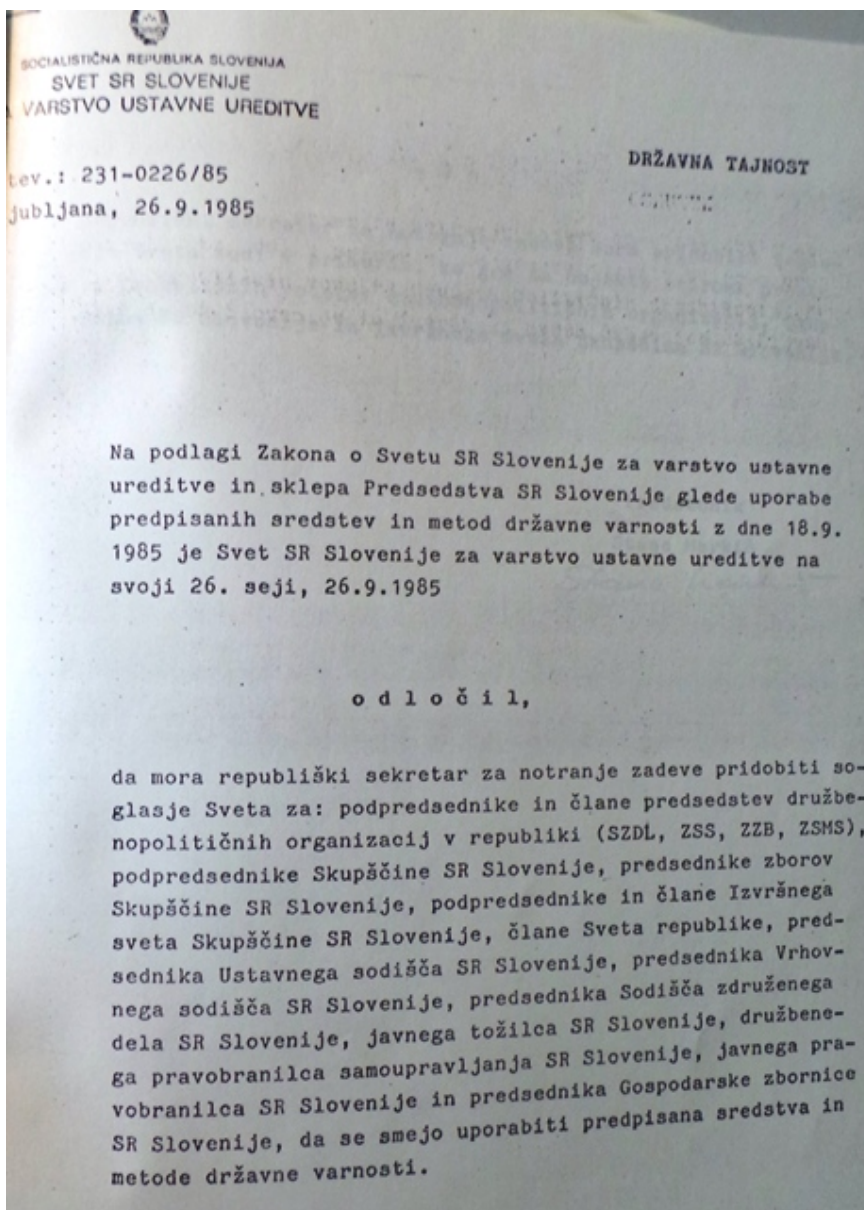 SOCIALISTIČNA REPUBLIKA SLOVENIJA
SVET SR SLOVENIJE
VARSTVO USTAVNE UREDITVE
tev.: 231-0226/85
jubljana, 26.9.1985
DRŽAVNA TAJNOST
Na podlagi Zakona o Svetu SR Slovenije za varstvo ustavne
ureditve in sklepa Predsedstva SR Slovenije glede uporabe
predpisanih sredstev in metod državne varnosti z dne 18.9.
1985 je Svet SR Slovenije za varstvo ustavne ureditve na
svoji 26. seji, 26.9.1985
o d l o č i l,
da mora republiški sekretar za notranje zadeve pridobiti so-
glasje Sveta za: podpredsednike in člane predsedstev družbe-
nopolitičnih organizacij v republiki (SZDL, ZSS, ZZB, ZSMS),
podpredsednike Skupščine SR Slovenije, predsednike zborov
Skupščine SR Slovenije, podpredsednike in člane Izvršnega
sveta Skupščine SR Slovenije, člane Sveta republike, pred-
sednika Ustavnega sodišča SR Slovenije, predsednika Vrhov-
nega sodišča SR Slovenije, predsednika Sodišča združenega
dela SR Slovenije, javnega tožilca SR Slovenije, družbene-
ga pravobranilca samoupravljanja SR Slovenije, javnega pra-
vobranilca SR Slovenije in predsednika Gospodarske zbornice
SR Slovenije, da se smejo uporabiti predpisana sredstva in
metode državne varnosti.